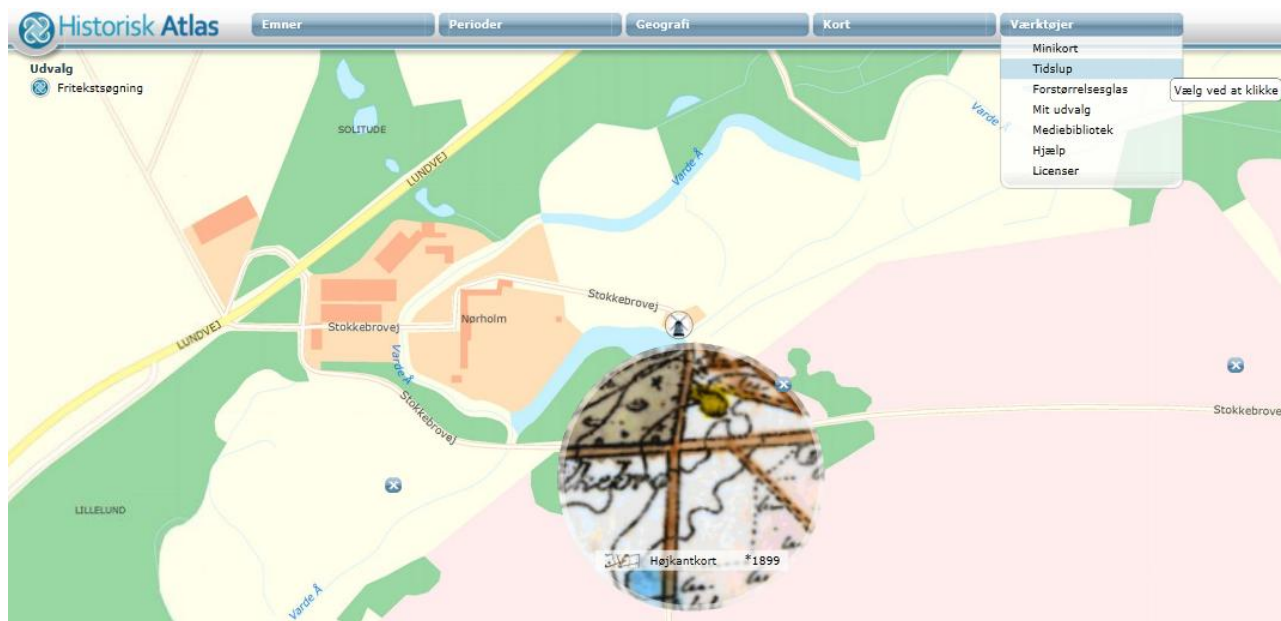 Historisk Atlas
Emner
Perioder
Geografi
Kort
Værktøjer
Minikort
Tidslup
Forstørrelsesglas
Mit udvalg
Mediebibliotek
Hjælp
Licenser
Vælg ved at klikke
Udvalg
Fritekstsøgning
SOLITUDE
LUNDVEJ
Varde Å
Varde Å
Stokkebrovej
Nørholm
Stokkebrovej
LUNDVEJ
Varde Å
Stokkebrovej
Stokkebrovej
LILLELUND
Højkantkort *1899
Varde Å